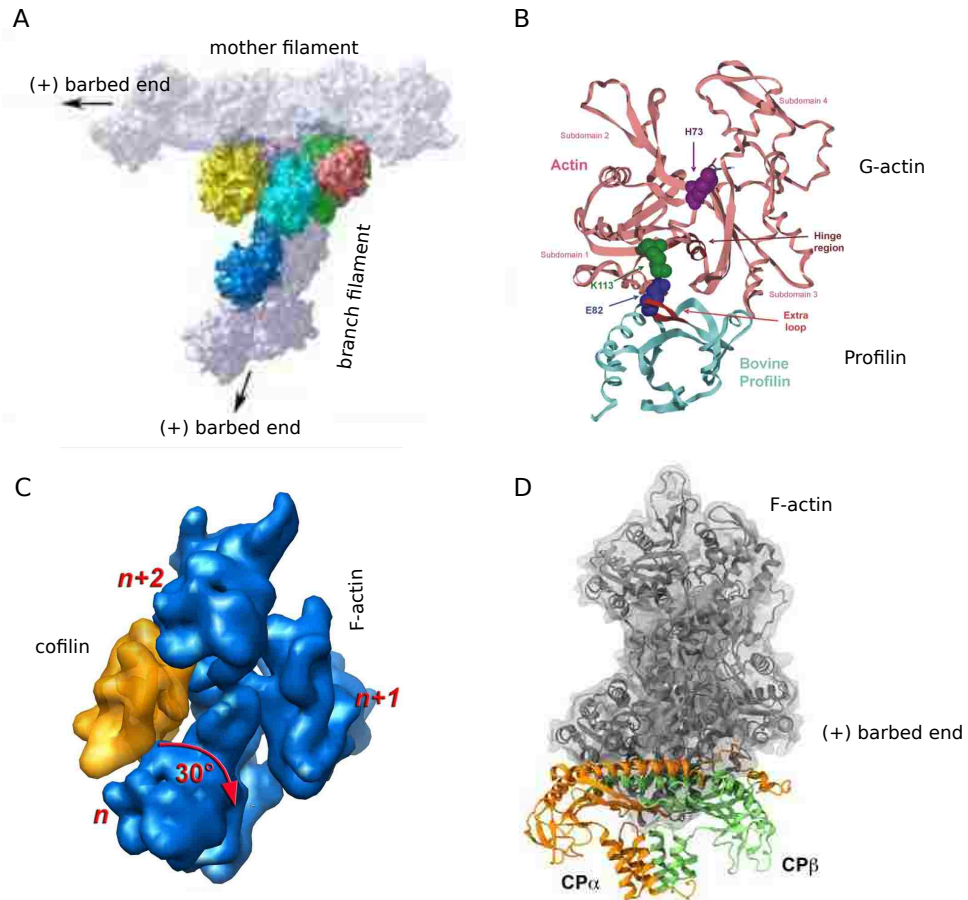 A
mother filament
(+) barbed end
branch filament
(+) barbed end
B
Subdomain 4
Subdomain 2
H73
Actin
G-actin
Hinge
region
Subdomain 1
K113
Subdomain 3
E82
Extra
loop
Bovine
Profilin
Profilin
C
n+2
F-actin
cofilin
n+1
30°
n
D
F-actin
(+) barbed end
CPα
CPβ